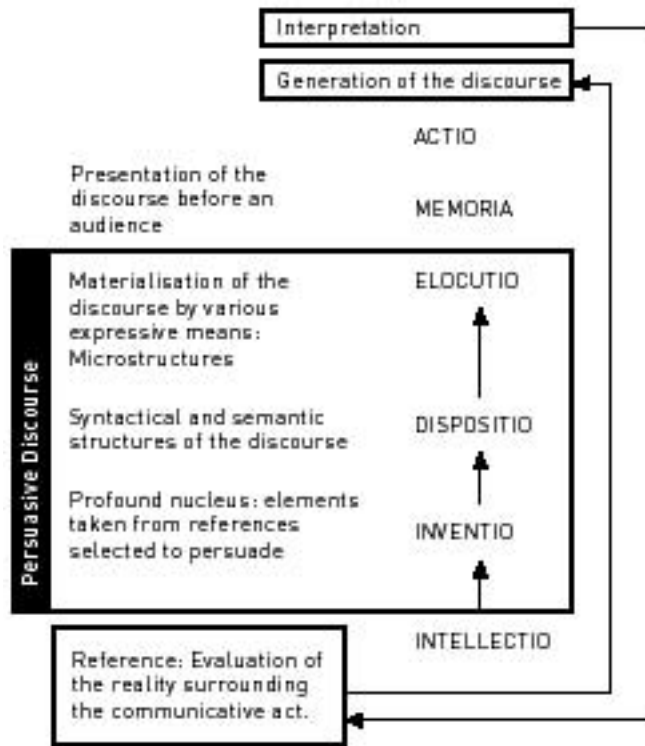 Interpretation
Generation of the discourse
ACTIO
Presentation of the
discourse before an
audience
MEMORIA
Persuasive Discourse
Materialisation of the
discourse by various
expressive means:
Microstructures
ELOCUTIO
Syntactical and semantic
structures of the discourse
DISPOSITIO
Profound nucleus: elements
taken from references
selected to persuade
INVENTIO
INTELLECTIO
Reference: Evaluation of
the reality surrounding
the communicative act.